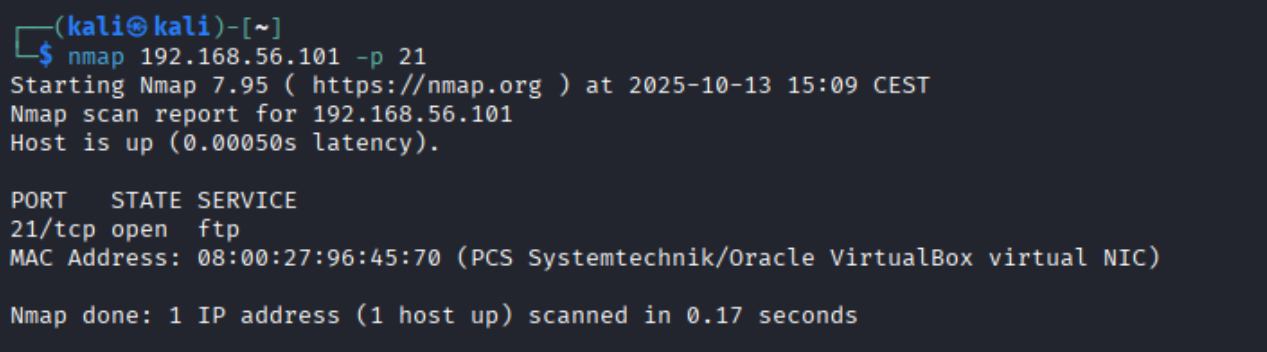 ┌──(kali㉿kali)-[~]
└─$ nmap 192.168.56.101 -p 21
Starting Nmap 7.95 ( https://nmap.org ) at 2025-10-13 15:09 CEST
Nmap scan report for 192.168.56.101
Host is up (0.00050s latency).
PORT   STATE SERVICE
21/tcp open  ftp
MAC Address: 08:00:27:96:45:70 (PCS Systemtechnik/Oracle VirtualBox virtual NIC)
Nmap done: 1 IP address (1 host up) scanned in 0.17 seconds